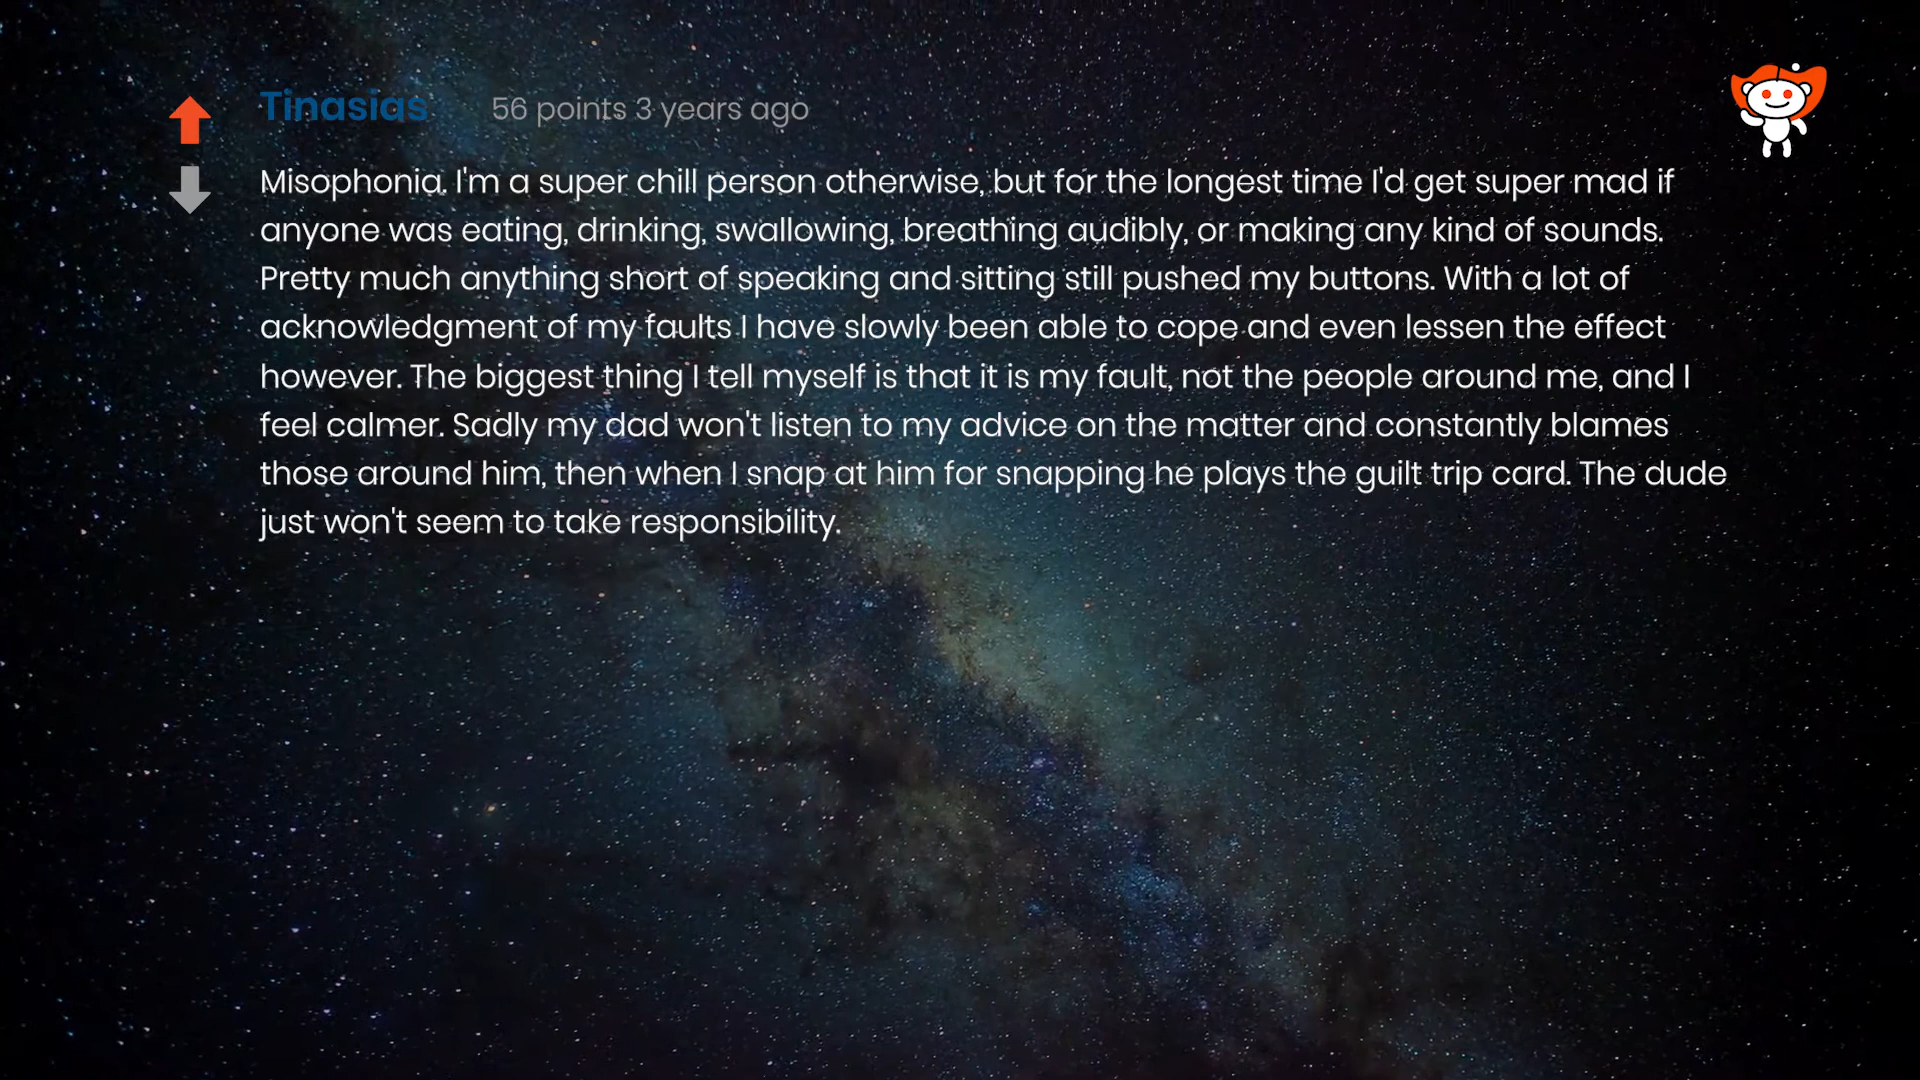 Tinasias 56 points 3 years ago
Misophonia. I'm a super chill person otherwise, but for the longest time I'd get super mad if
anyone was eating, drinking, swallowing, breathing audibly, or making any kind of sounds.
Pretty much anything short of speaking and sitting still pushed my buttons. With a lot of
acknowledgment of my faults I have slowly been able to cope and even lessen the effect
however. The biggest thing I tell myself is that it is my fault, not the people around me, and I
feel calmer. Sadly my dad won't listen to my advice on the matter and constantly blames
those around him, then when I snap at him for snapping he plays the guilt trip card. The dude
just won't seem to take responsibility.